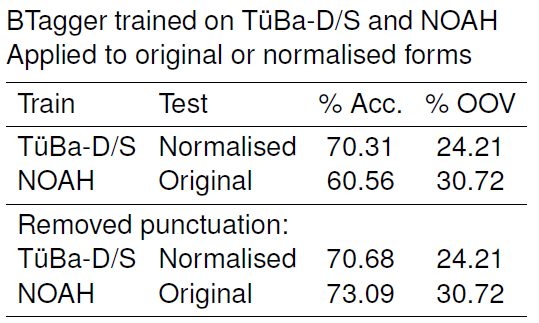 BTagger trained on TüBa-D/S and NOAH
Applied to original or normalised forms
Train Test % Acc. % OOV
TüBa-D/S Normalised 70.31 24.21
NOAH Original 60.56 30.72
Removed punctuation:
TüBa-D/S Normalised 70.68 24.21
NOAH Original 73.09 30.72